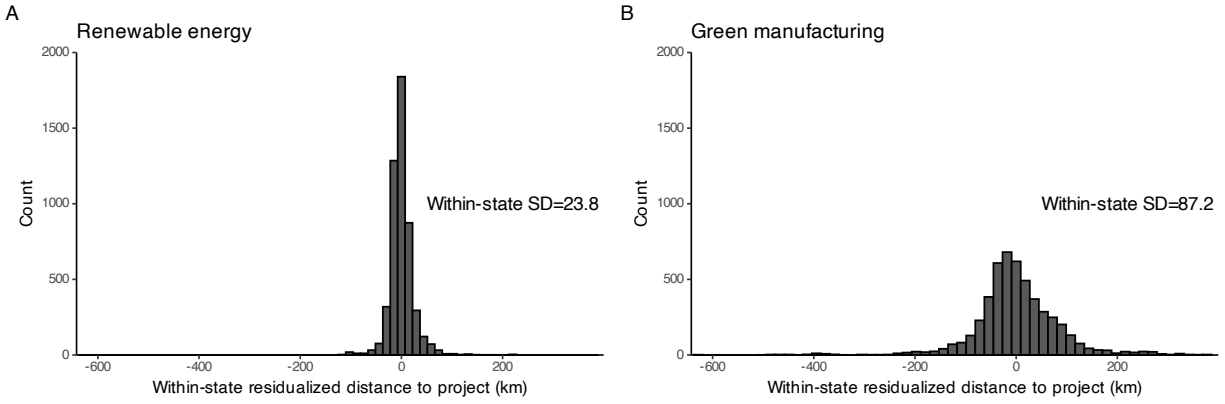 A
Renewable energy
2000
1500
1000
500
0
Count
Within-state SD=23.8
-600 -400 -200 0 200
Within-state residualized distance to project (km)
B
Green manufacturing
2000
1500
1000
500
0
Count
Within-state SD=87.2
-600 -400 -200 0 200
Within-state residualized distance to project (km)